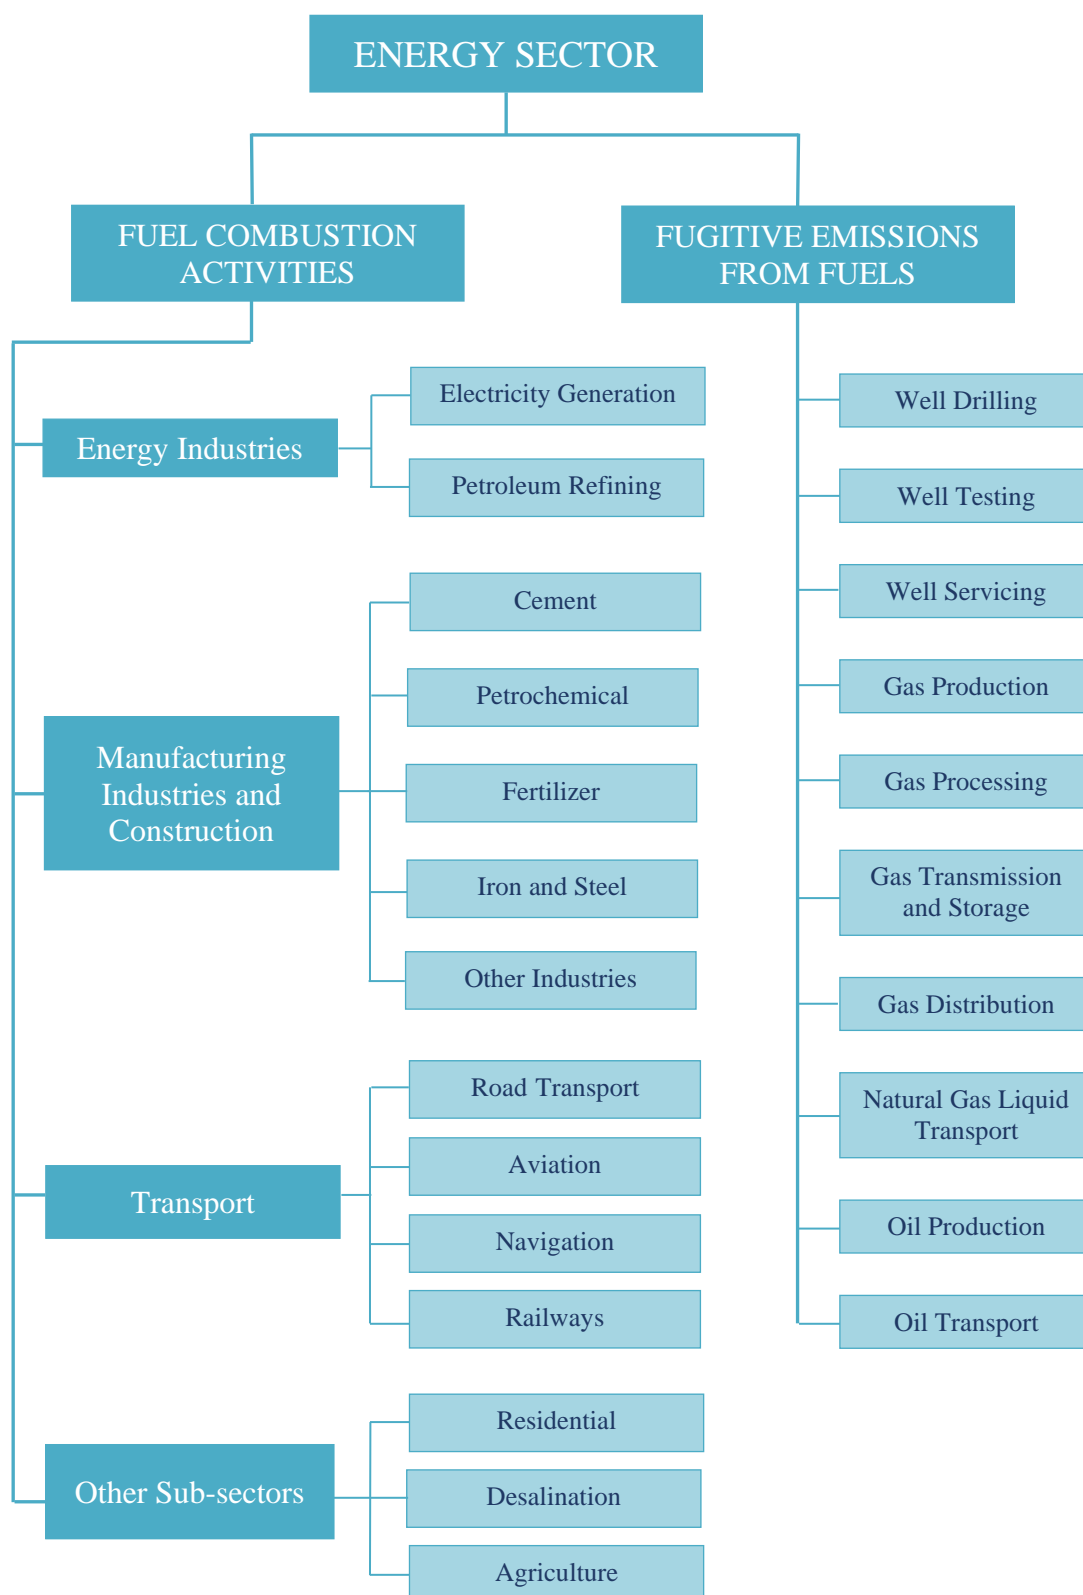 ENERGY SECTOR
FUEL COMBUSTION
ACTIVITIES
Energy Industries
Electricity Generation
Petroleum Refining
Manufacturing
Industries and
Construction
Cement
Petrochemical
Fertilizer
Iron and Steel
Other Industries
Transport
Road Transport
Aviation
Navigation
Railways
Other Sub-sectors
Residential
Desalination
Agriculture
FUGITIVE EMISSIONS
FROM FUELS
Well Drilling
Well Testing
Well Servicing
Gas Production
Gas Processing
Gas Transmission
and Storage
Gas Distribution
Natural Gas Liquid
Transport
Oil Production
Oil Transport